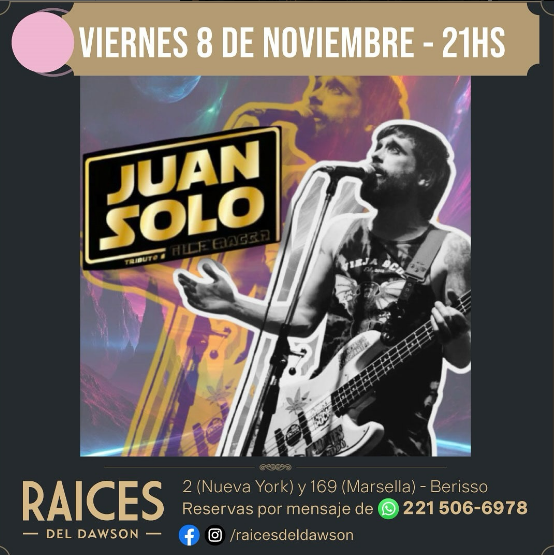 VIERNES 8 DE NOVIEMBRE - 21HS
JUAN
SOLO
TRIBUTO A
RAICES
DEL DAWSON
2 (Nueva York) y 169 (Marsella) - Berisso
Reservas por mensaje de 221 506-6978
/raicesdeldawson